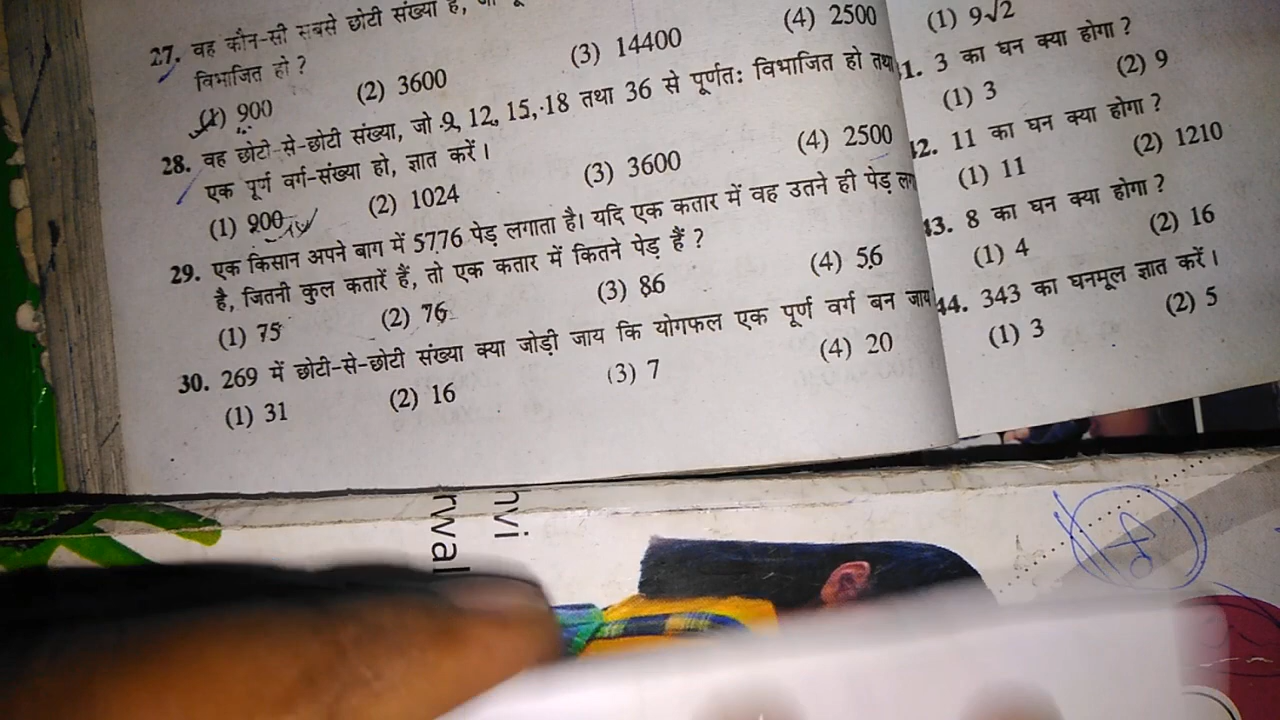 27. वह कौन-सी सबसे छोटी संख्या है,
विभाजित हो ?
(1) 900 (2) 3600 (3) 14400 (4) 2500
28. वह छोटी-से-छोटी संख्या, जो 9, 12, 15, 18 तथा 36 से पूर्णत: विभाजित हो तथा
एक पूर्ण वर्ग-संख्या हो, ज्ञात करें।
(1) 900 (2) 1024 (3) 3600 (4) 2500
29. एक किसान अपने बाग में 5776 पेड़ लगाता है। यदि एक कतार में वह उतने ही पेड़
है, जितनी कुल कतारें हैं, तो एक कतार में कितने पेड़ हैं ?
(1) 75 (2) 76 (3) 86 (4) 56
30. 269 में छोटी-से-छोटी संख्या क्या जोड़ी जाय कि योगफल एक पूर्ण वर्ग बन जाय
(1) 31 (2) 16 (3) 7 (4) 20
(1) 9√2
1. 3 का घन क्या होगा ?
(1) 3 (2) 9
42. 11 का घन क्या होगा ?
(1) 11 (2) 1210
43. 8 का घन क्या होगा ?
(1) 4 (2) 16
44. 343 का घनमूल ज्ञात करें।
(1) 3 (2) 5
nvi
rwal